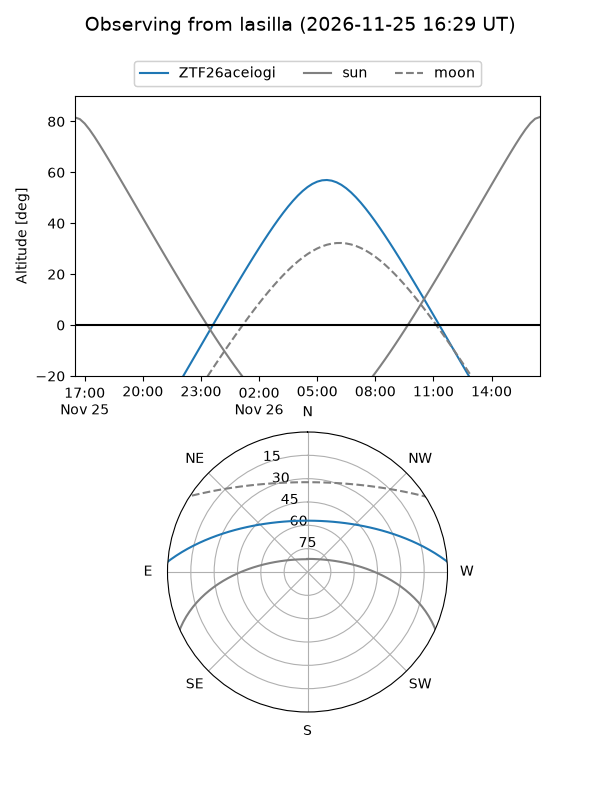 Observing from lasilla (2026-11-25 16:29 UT)
ZTF26aceiogi sun moon
Altitude [deg]
80
60
40
20
0
−20
17:00 20:00 23:00 02:00 05:00 08:00 11:00 14:00
Nov 25 Nov 26
N
NE NW
15
30
45
60
75
E W
SE SW
S